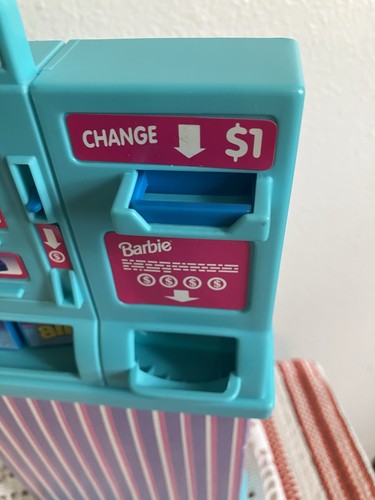 CHANGE $1
Barbie
$ $ $ $
$